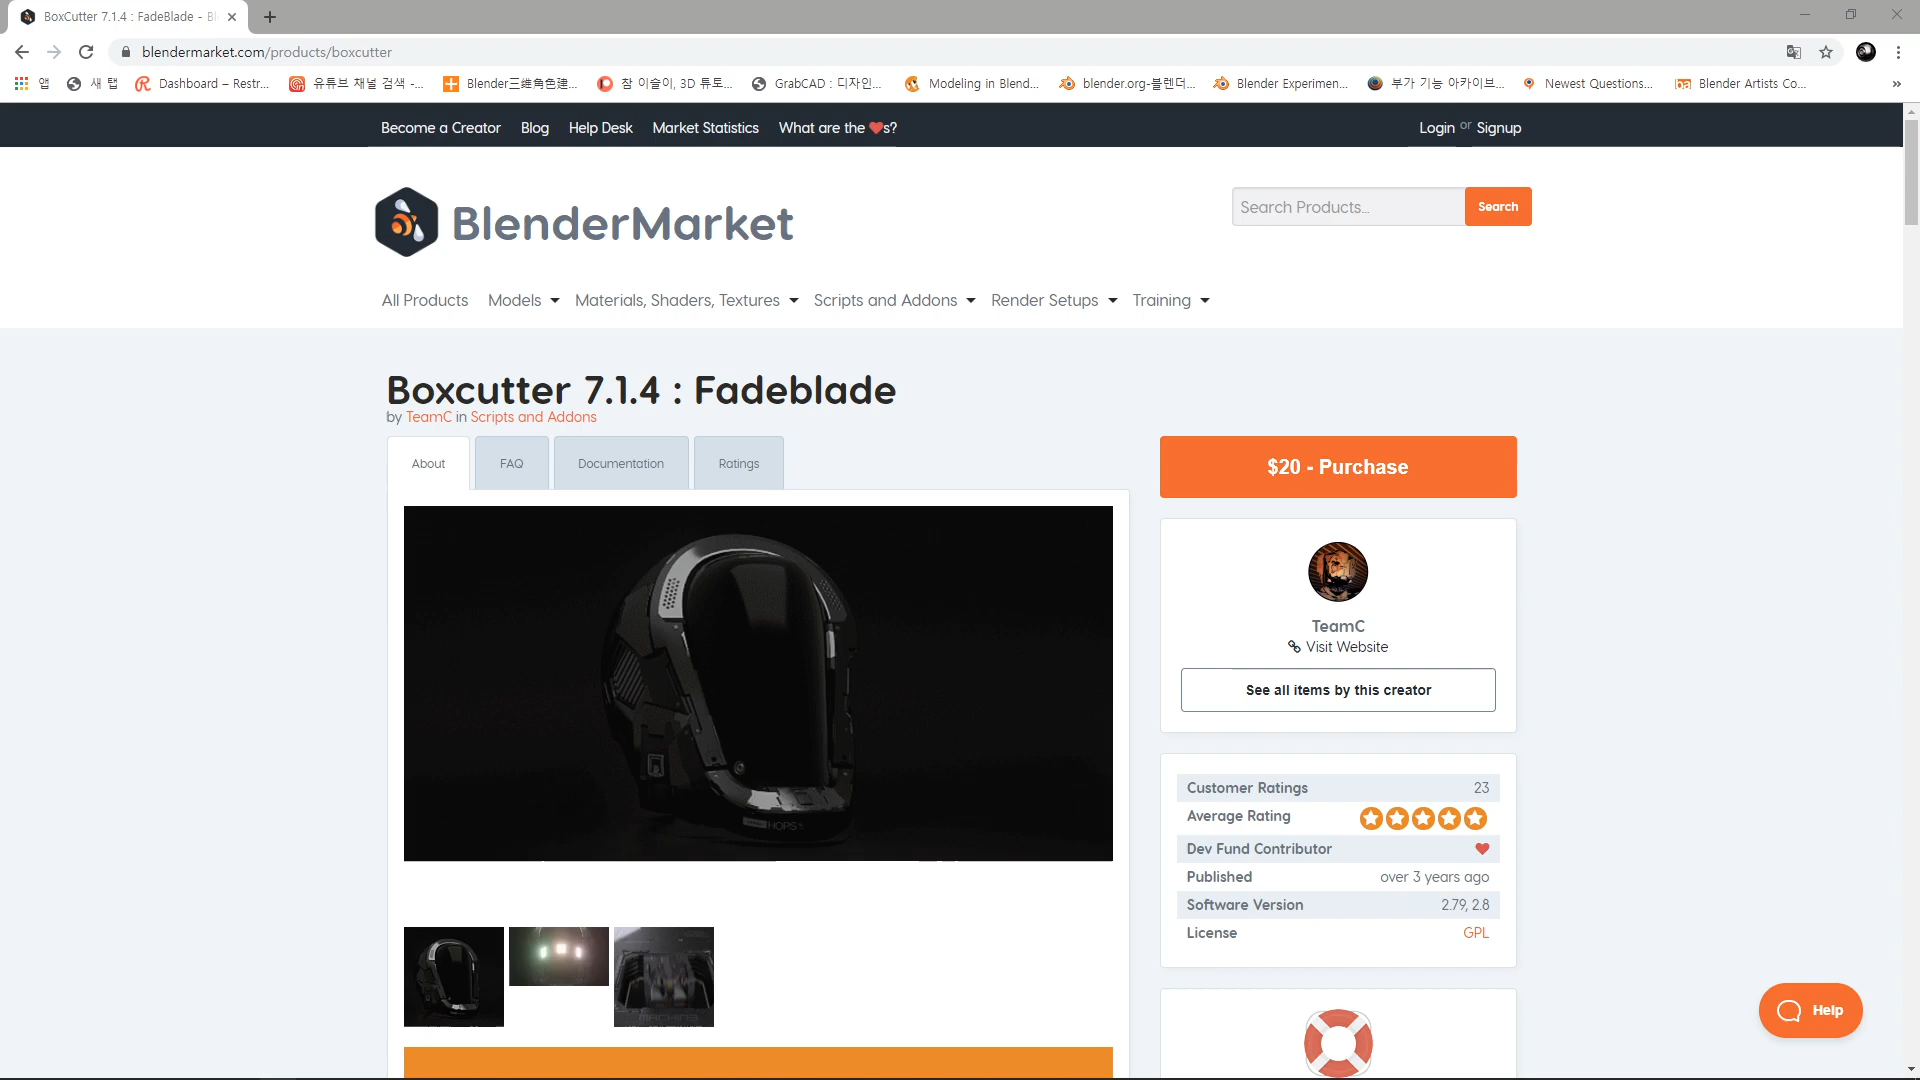 BoxCutter 7.1.4 : FadeBlade - Bl
blendermarket.com/products/boxcutter
앱
새 탭
Dashboard – Restr...
유튜브 채널 검색 -...
Blender三维角色建...
참 이슬이, 3D 튜토...
GrabCAD : 디자인...
Modeling in Blend...
blender.org-블렌더...
Blender Experimen...
부가 기능 아카이브...
Newest Questions...
Blender Artists Co...
Become a Creator Blog Help Desk Market Statistics What are the ❤s?
Login or Signup
BlenderMarket
Search Products...
Search
All Products Models Materials, Shaders, Textures Scripts and Addons Render Setups Training
Boxcutter 7.1.4 : Fadeblade
by TeamC in Scripts and Addons
About FAQ Documentation Ratings
$20 - Purchase
TeamC
Visit Website
See all items by this creator
HOPS
Customer Ratings 23
Average Rating
Dev Fund Contributor ❤
Published over 3 years ago
Software Version 2.79, 2.8
License GPL
MACHIN3
Help